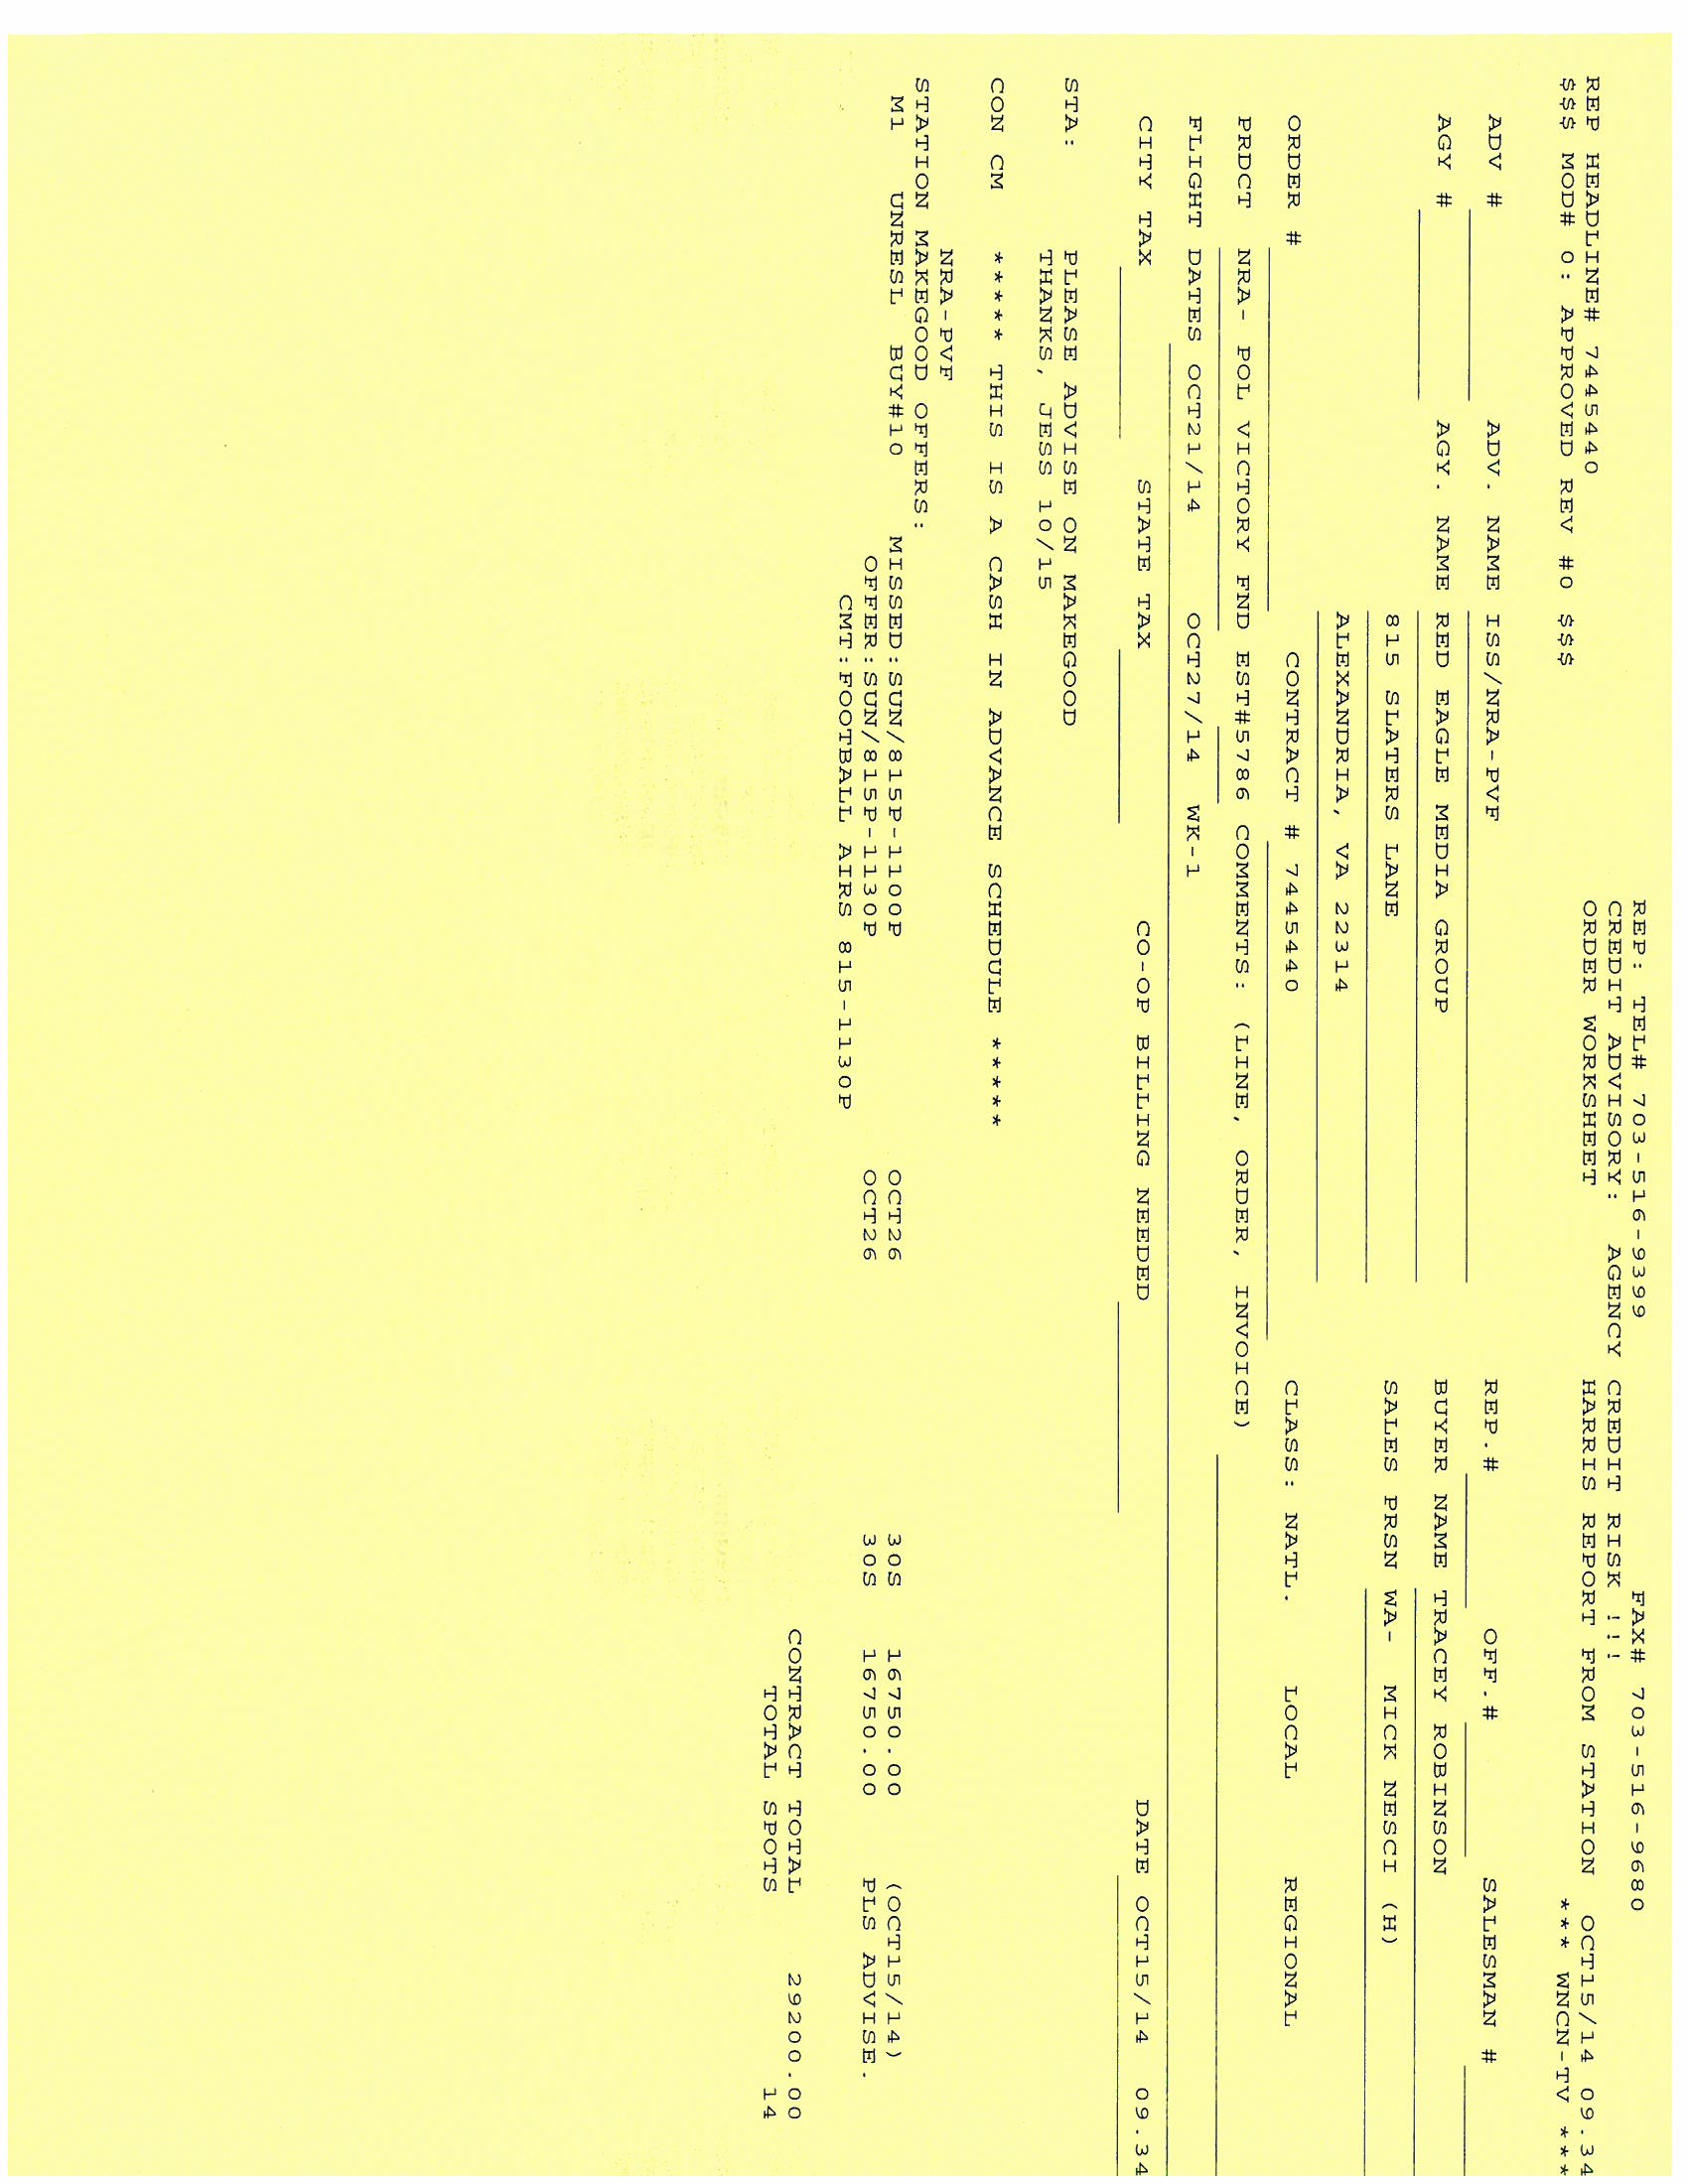 REP: TEL# 703-516-9399 FAX# 703-516-9680
CREDIT ADVISORY: AGENCY CREDIT RISK !!!
REP HEADLINE# 7445440 ORDER WORKSHEET HARRIS REPORT FROM STATION OCT15/14 09.34
$$$ MOD# 0: APPROVED REV #0 $$$ *** WNCN-TV ***
ADV # ADV. NAME ISS/NRA-PVF REP.# OFF.# SALESMAN #
AGY # AGY. NAME RED EAGLE MEDIA GROUP BUYER NAME TRACEY ROBINSON
815 SLATERS LANE SALES PRSN WA- MICK NESCI (H)
ALEXANDRIA, VA 22314
ORDER # CONTRACT # 7445440 CLASS: NATL. LOCAL REGIONAL
PRDCT NRA- POL VICTORY FND EST#5786 COMMENTS: (LINE, ORDER, INVOICE)
FLIGHT DATES OCT21/14 OCT27/14 WK-1
CITY TAX STATE TAX CO-OP BILLING NEEDED DATE OCT15/14 09.34
STA: PLEASE ADVISE ON MAKEGOOD
THANKS, JESS 10/15
CON CM ***** THIS IS A CASH IN ADVANCE SCHEDULE *****
NRA-PVF
STATION MAKEGOOD OFFERS:
M1 UNRESL BUY#10 MISSED:SUN/815P-1100P OCT26 30S 16750.00 (OCT15/14)
OFFER:SUN/815P-1130P OCT26 30S 16750.00 PLS ADVISE.
CMT:FOOTBALL AIRS 815-1130P
CONTRACT TOTAL 29200.00
TOTAL SPOTS 14